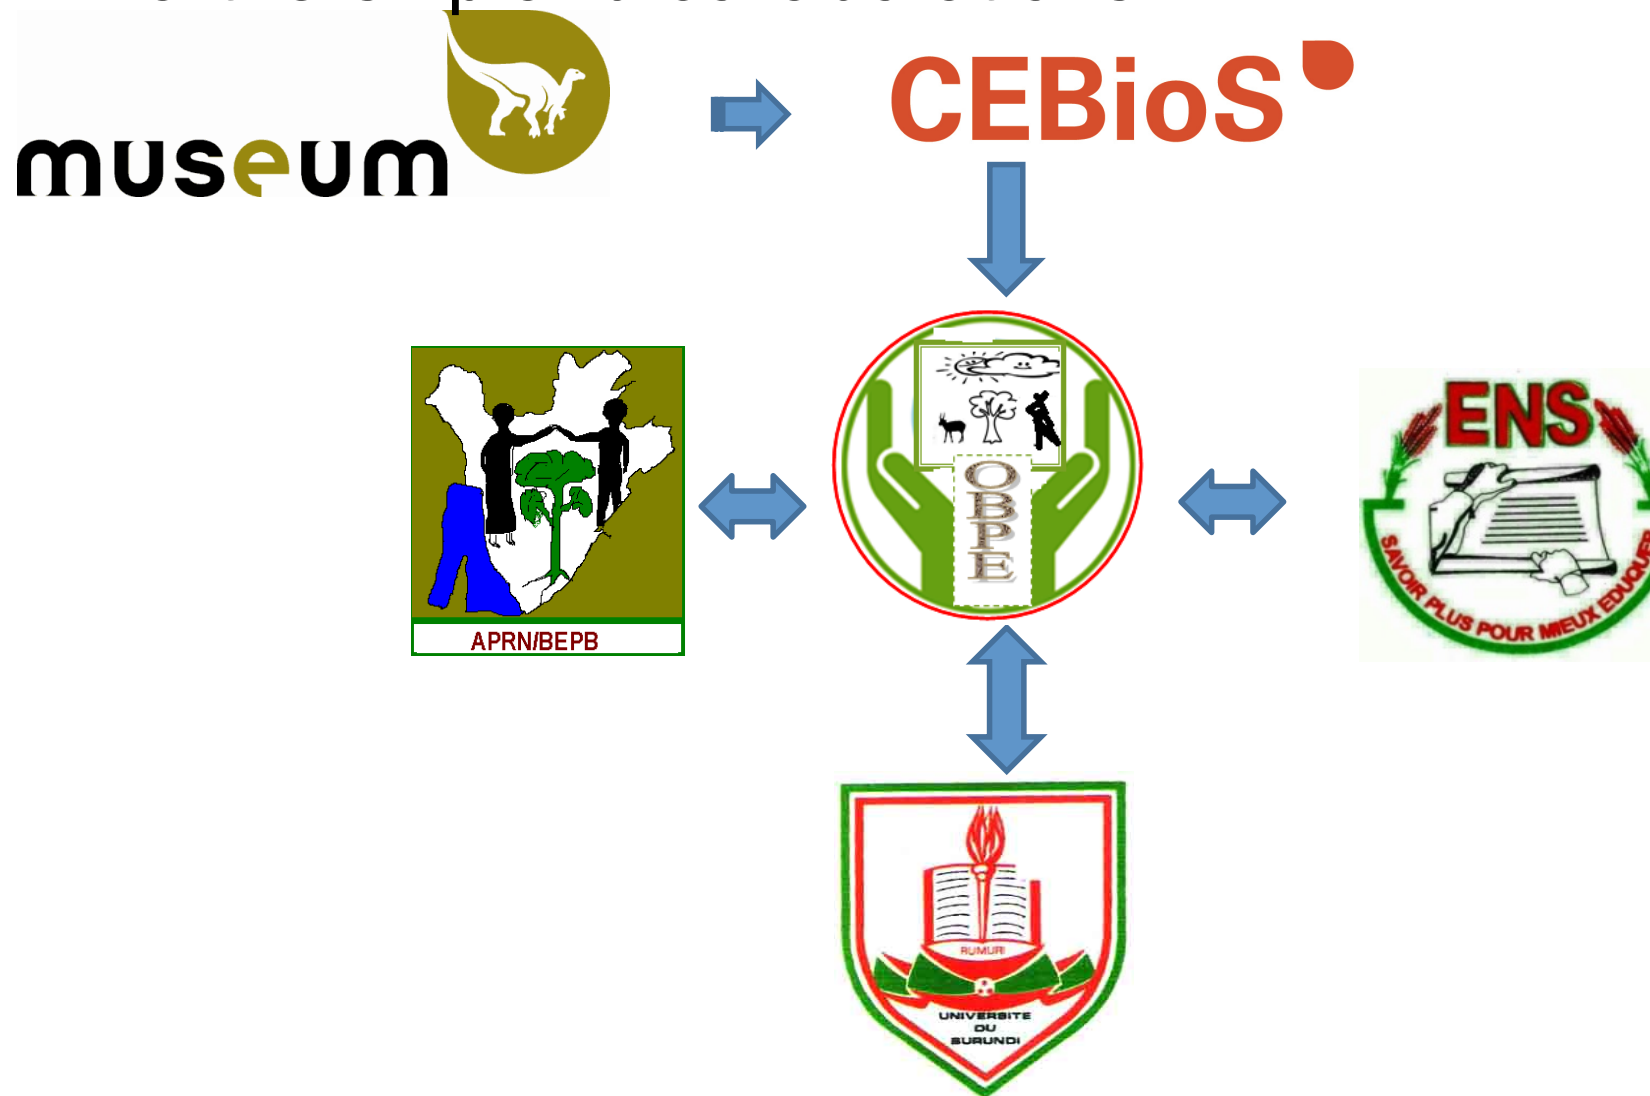 museum
CEBioS
OBPE
APRN/BEPB
ENS
SAVOIR PLUS POUR MIEUX EDUQUER
RUMURI
UNIVERSITE
DU
BURUNDI